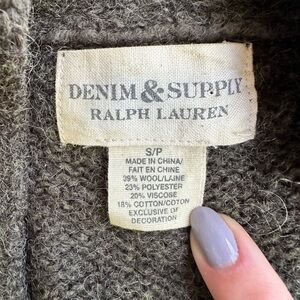 DENIM & SUPPLY
RALPH LAUREN
S/P
MADE IN CHINA/
FAIT EN CHINE
39% WOOL/LAINE
23% POLYESTER
20% VISCOSE
18% COTTON/COTON
EXCLUSIVE OF
DECORATION